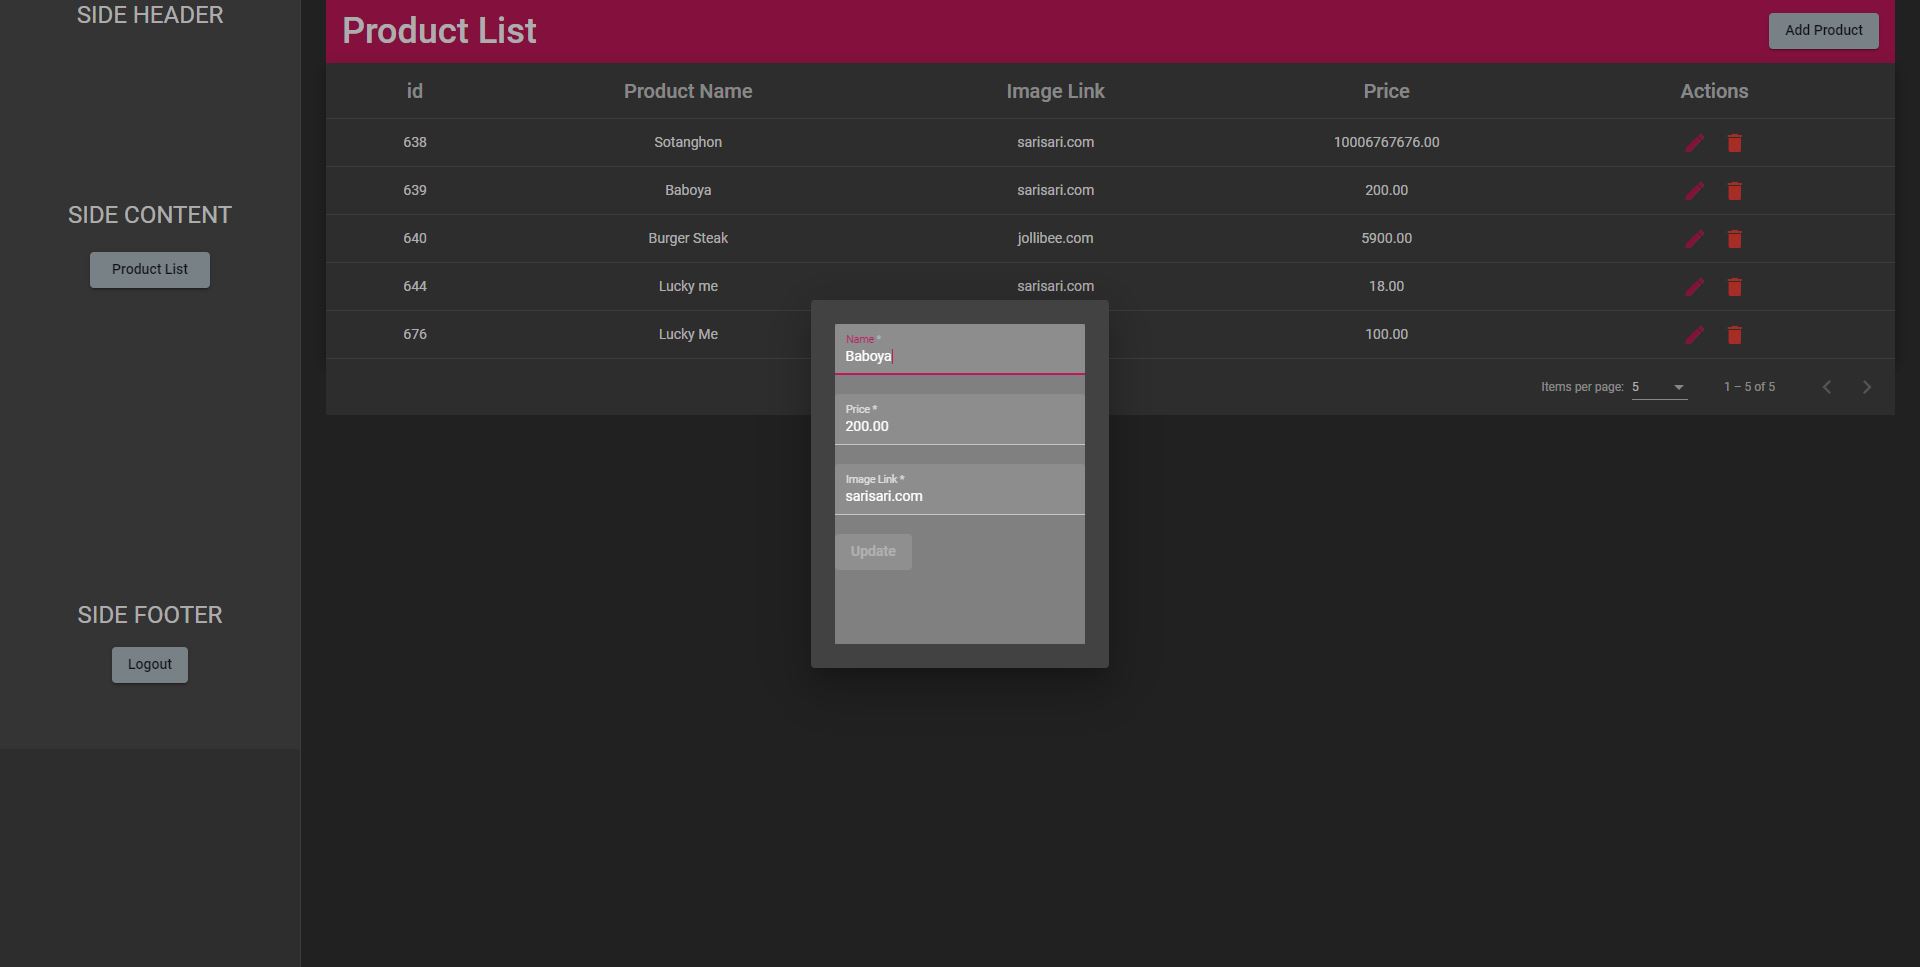 SIDE HEADER
SIDE CONTENT
Product List
SIDE FOOTER
Logout
Product List
Add Product
id Product Name Image Link Price Actions
638 Sotanghon sarisari.com 10006767676.00
639 Baboya sarisari.com 200.00
640 Burger Steak jollibee.com 5900.00
644 Lucky me sarisari.com 18.00
676 Lucky Me 100.00
Items per page: 5 1 – 5 of 5
Name *
Baboya
Price *
200.00
Image Link *
sarisari.com
Update